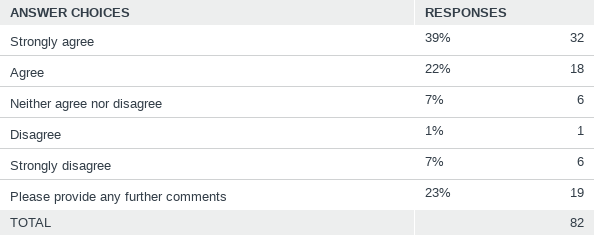 ANSWER CHOICES RESPONSES
Strongly agree 39% 32
Agree 22% 18
Neither agree nor disagree 7% 6
Disagree 1% 1
Strongly disagree 7% 6
Please provide any further comments 23% 19
TOTAL 82